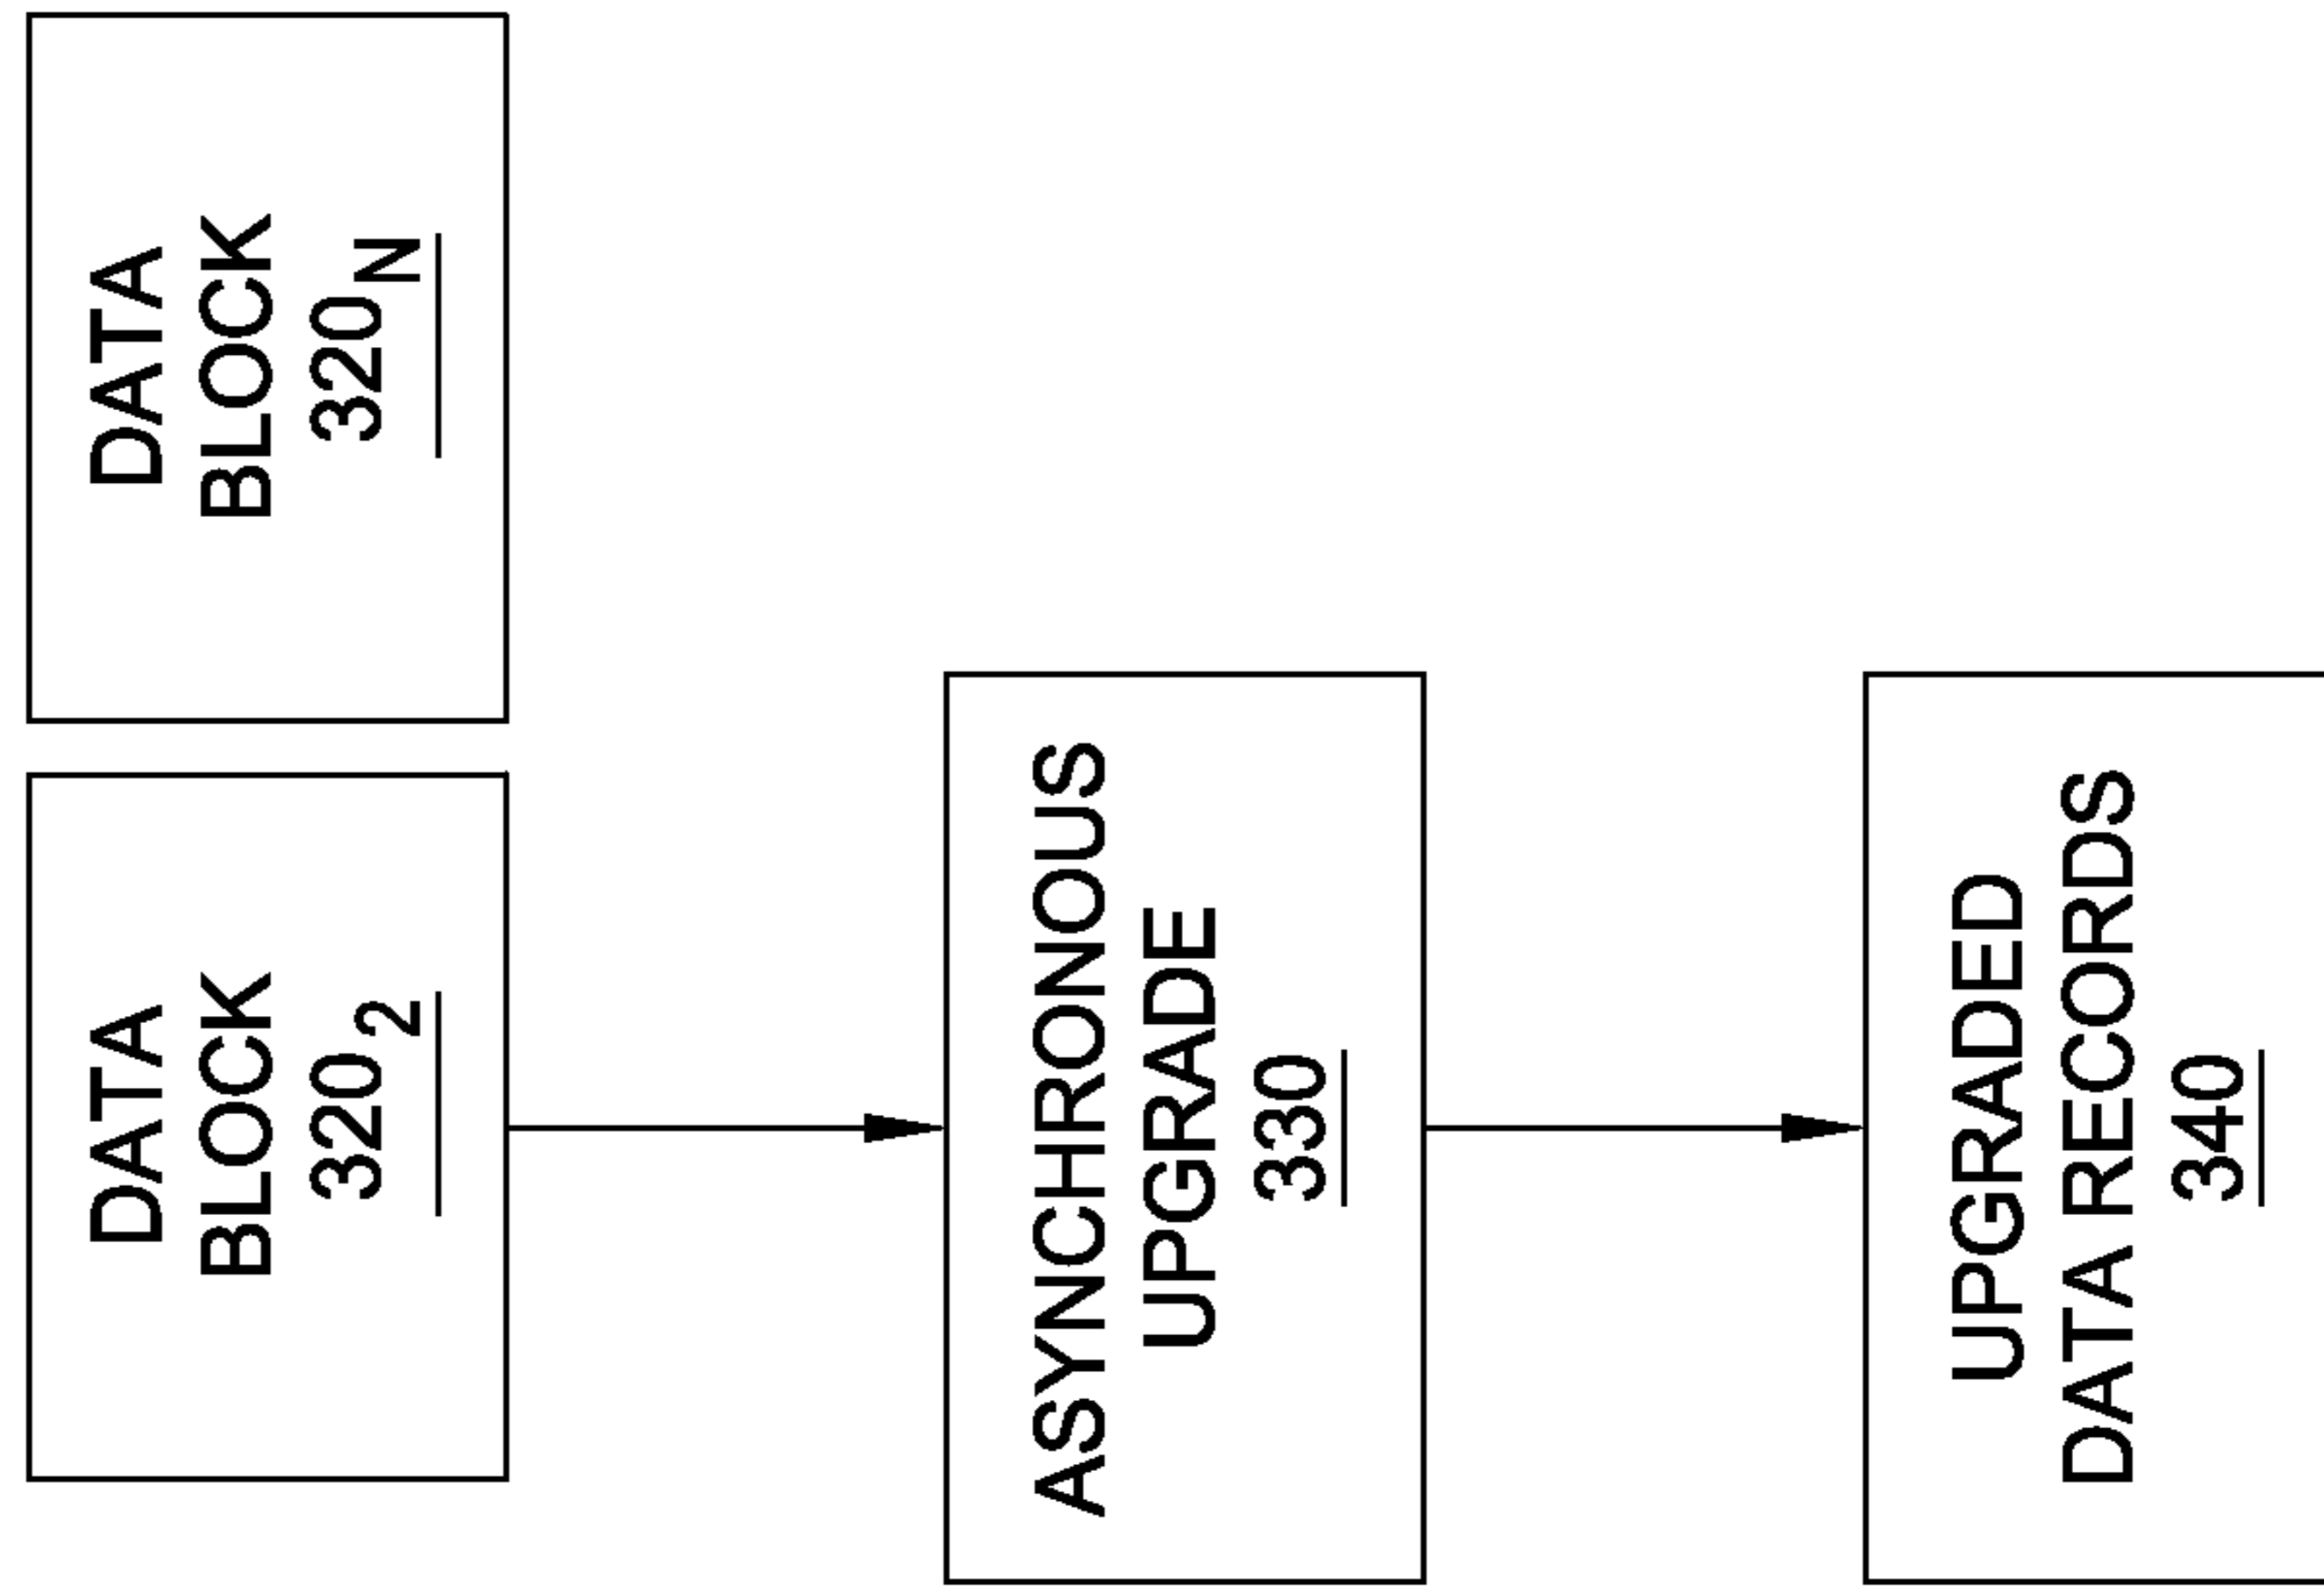 DATA
BLOCK
320₂
DATA
BLOCK
320N
ASYNCHRONOUS
UPGRADE
330
UPGRADED
DATA RECORDS
340